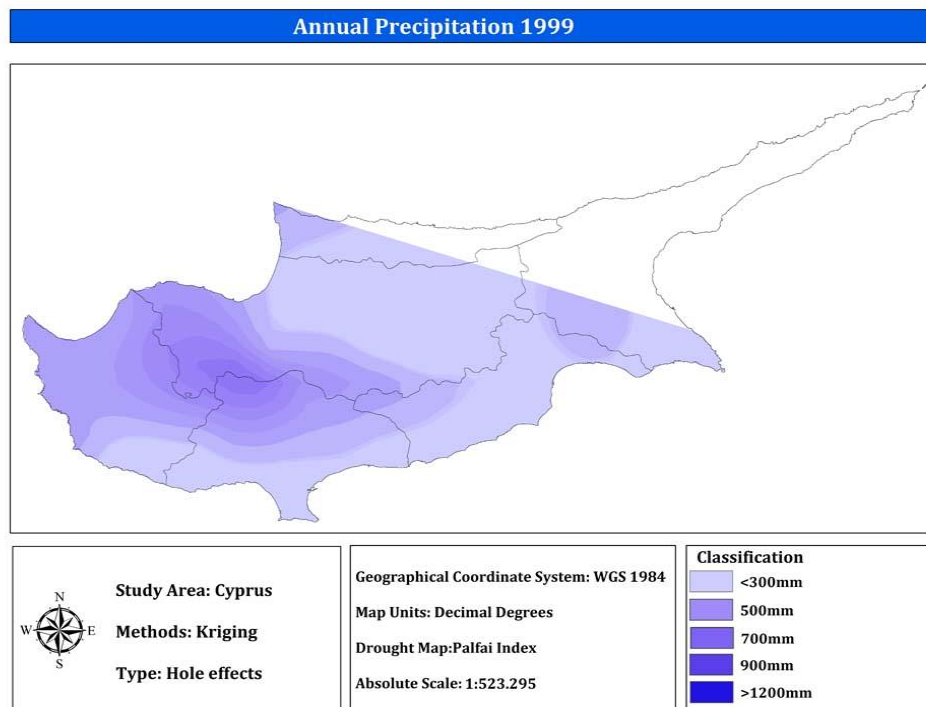 Annual Precipitation 1999
N
W E
S
Study Area: Cyprus
Methods: Kriging
Type: Hole effects
Geographical Coordinate System: WGS 1984
Map Units: Decimal Degrees
Drought Map:Palfai Index
Absolute Scale: 1:523.295
Classification
<300mm
500mm
700mm
900mm
>1200mm